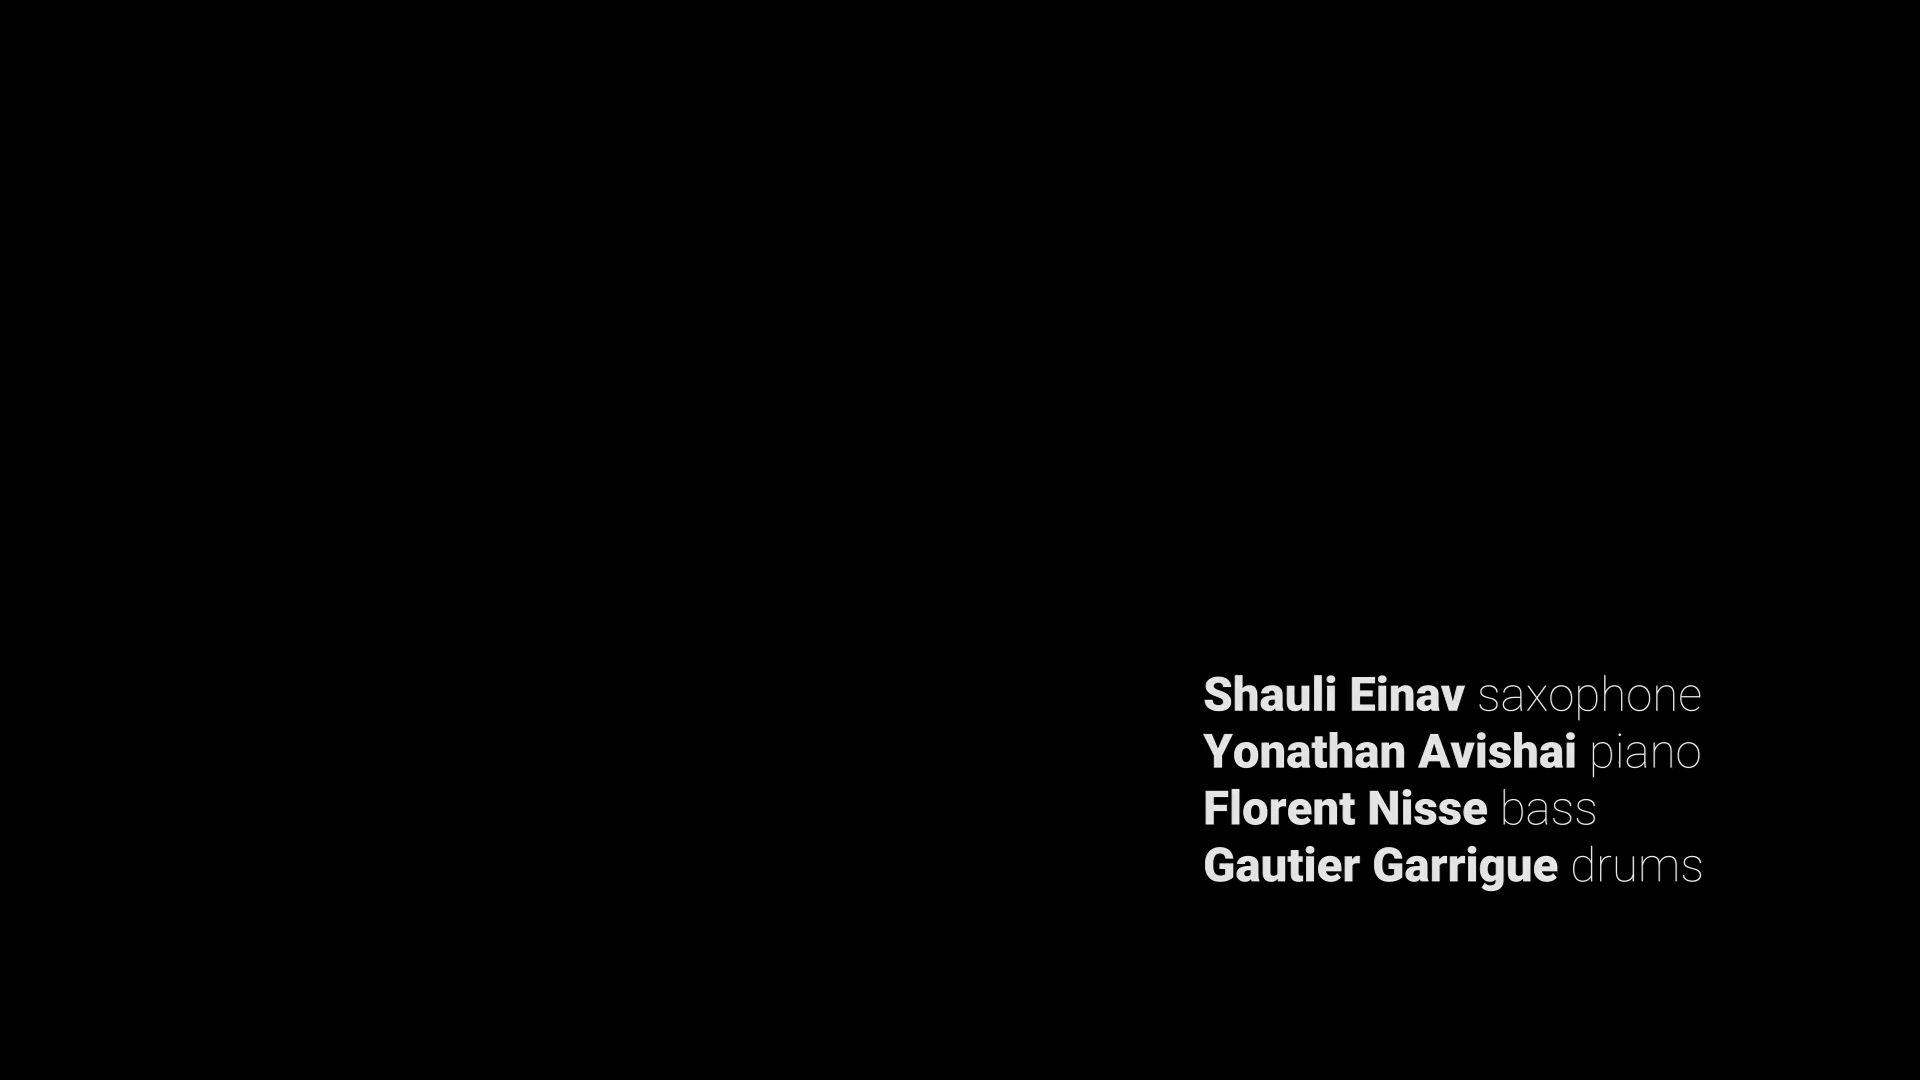 Shauli Einav saxophone
Yonathan Avishai piano
Florent Nisse bass
Gautier Garrigue drums